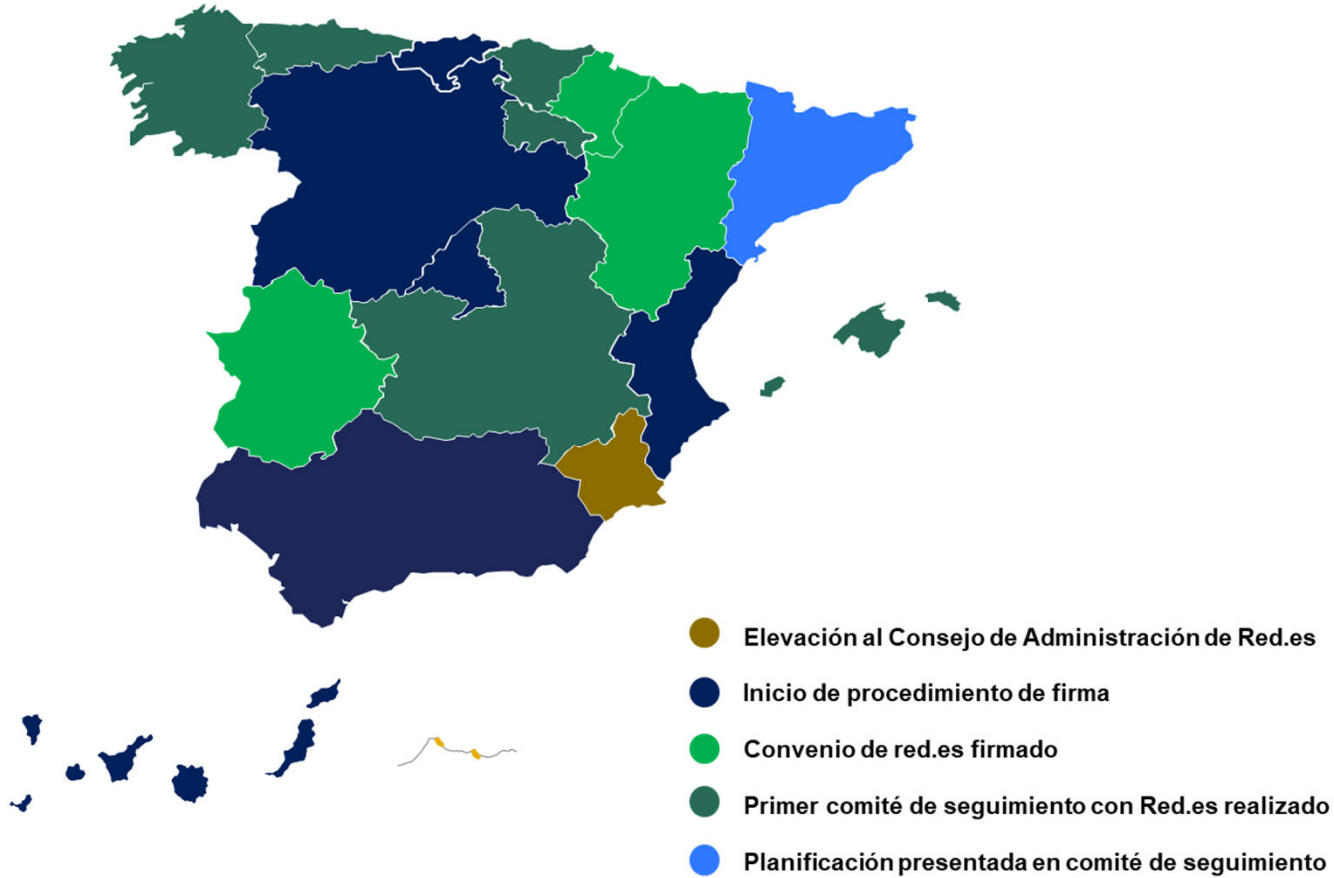 Elevación al Consejo de Administración de Red.es
Inicio de procedimiento de firma
Convenio de red.es firmado
Primer comité de seguimiento con Red.es realizado
Planificación presentada en comité de seguimiento